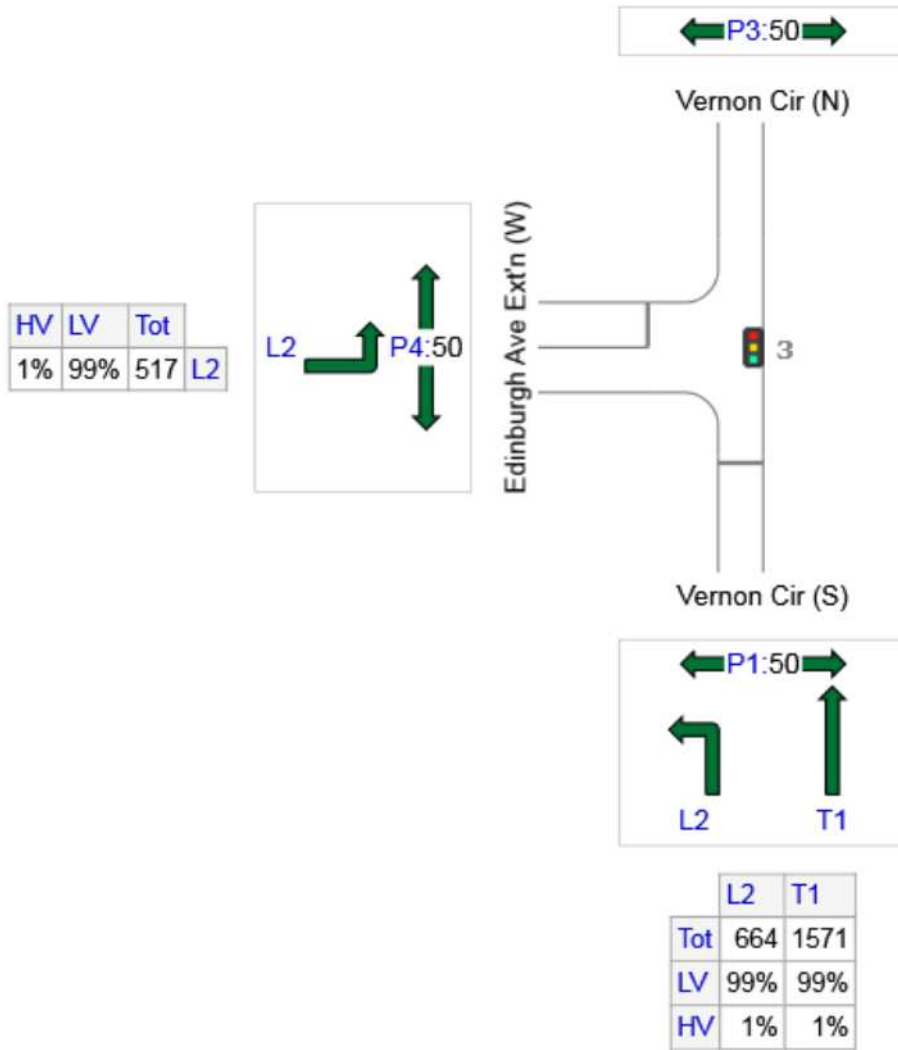 P3:50
Vernon Cir (N)
Edinburgh Ave Ext'n (W)
HV LV Tot
1% 99% 517 L2
L2
P4:50
3
Vernon Cir (S)
P1:50
L2 T1
L2 T1
Tot 664 1571
LV 99% 99%
HV 1% 1%